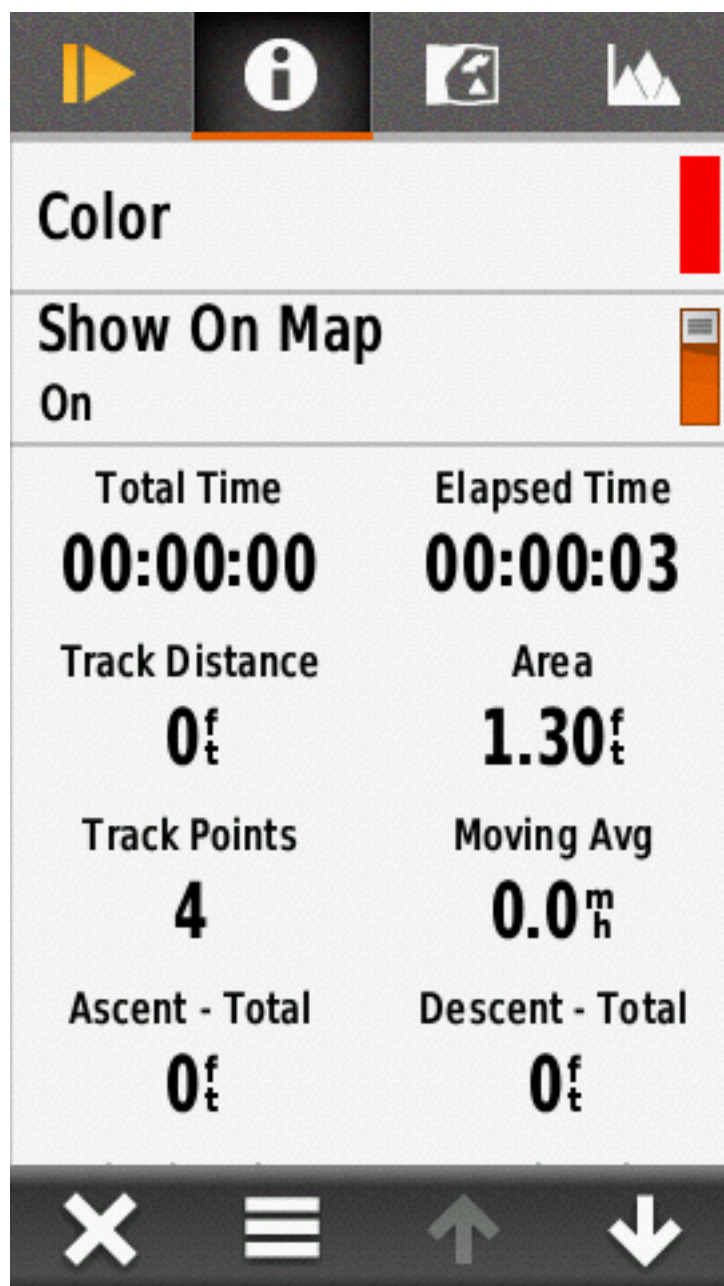 Color
Show On Map
On
Total Time Elapsed Time
00:00:00 00:00:03
Track Distance Area
0ft 1.30ft
Track Points Moving Avg
4 0.0mh
Ascent - Total Descent - Total
0ft 0ft